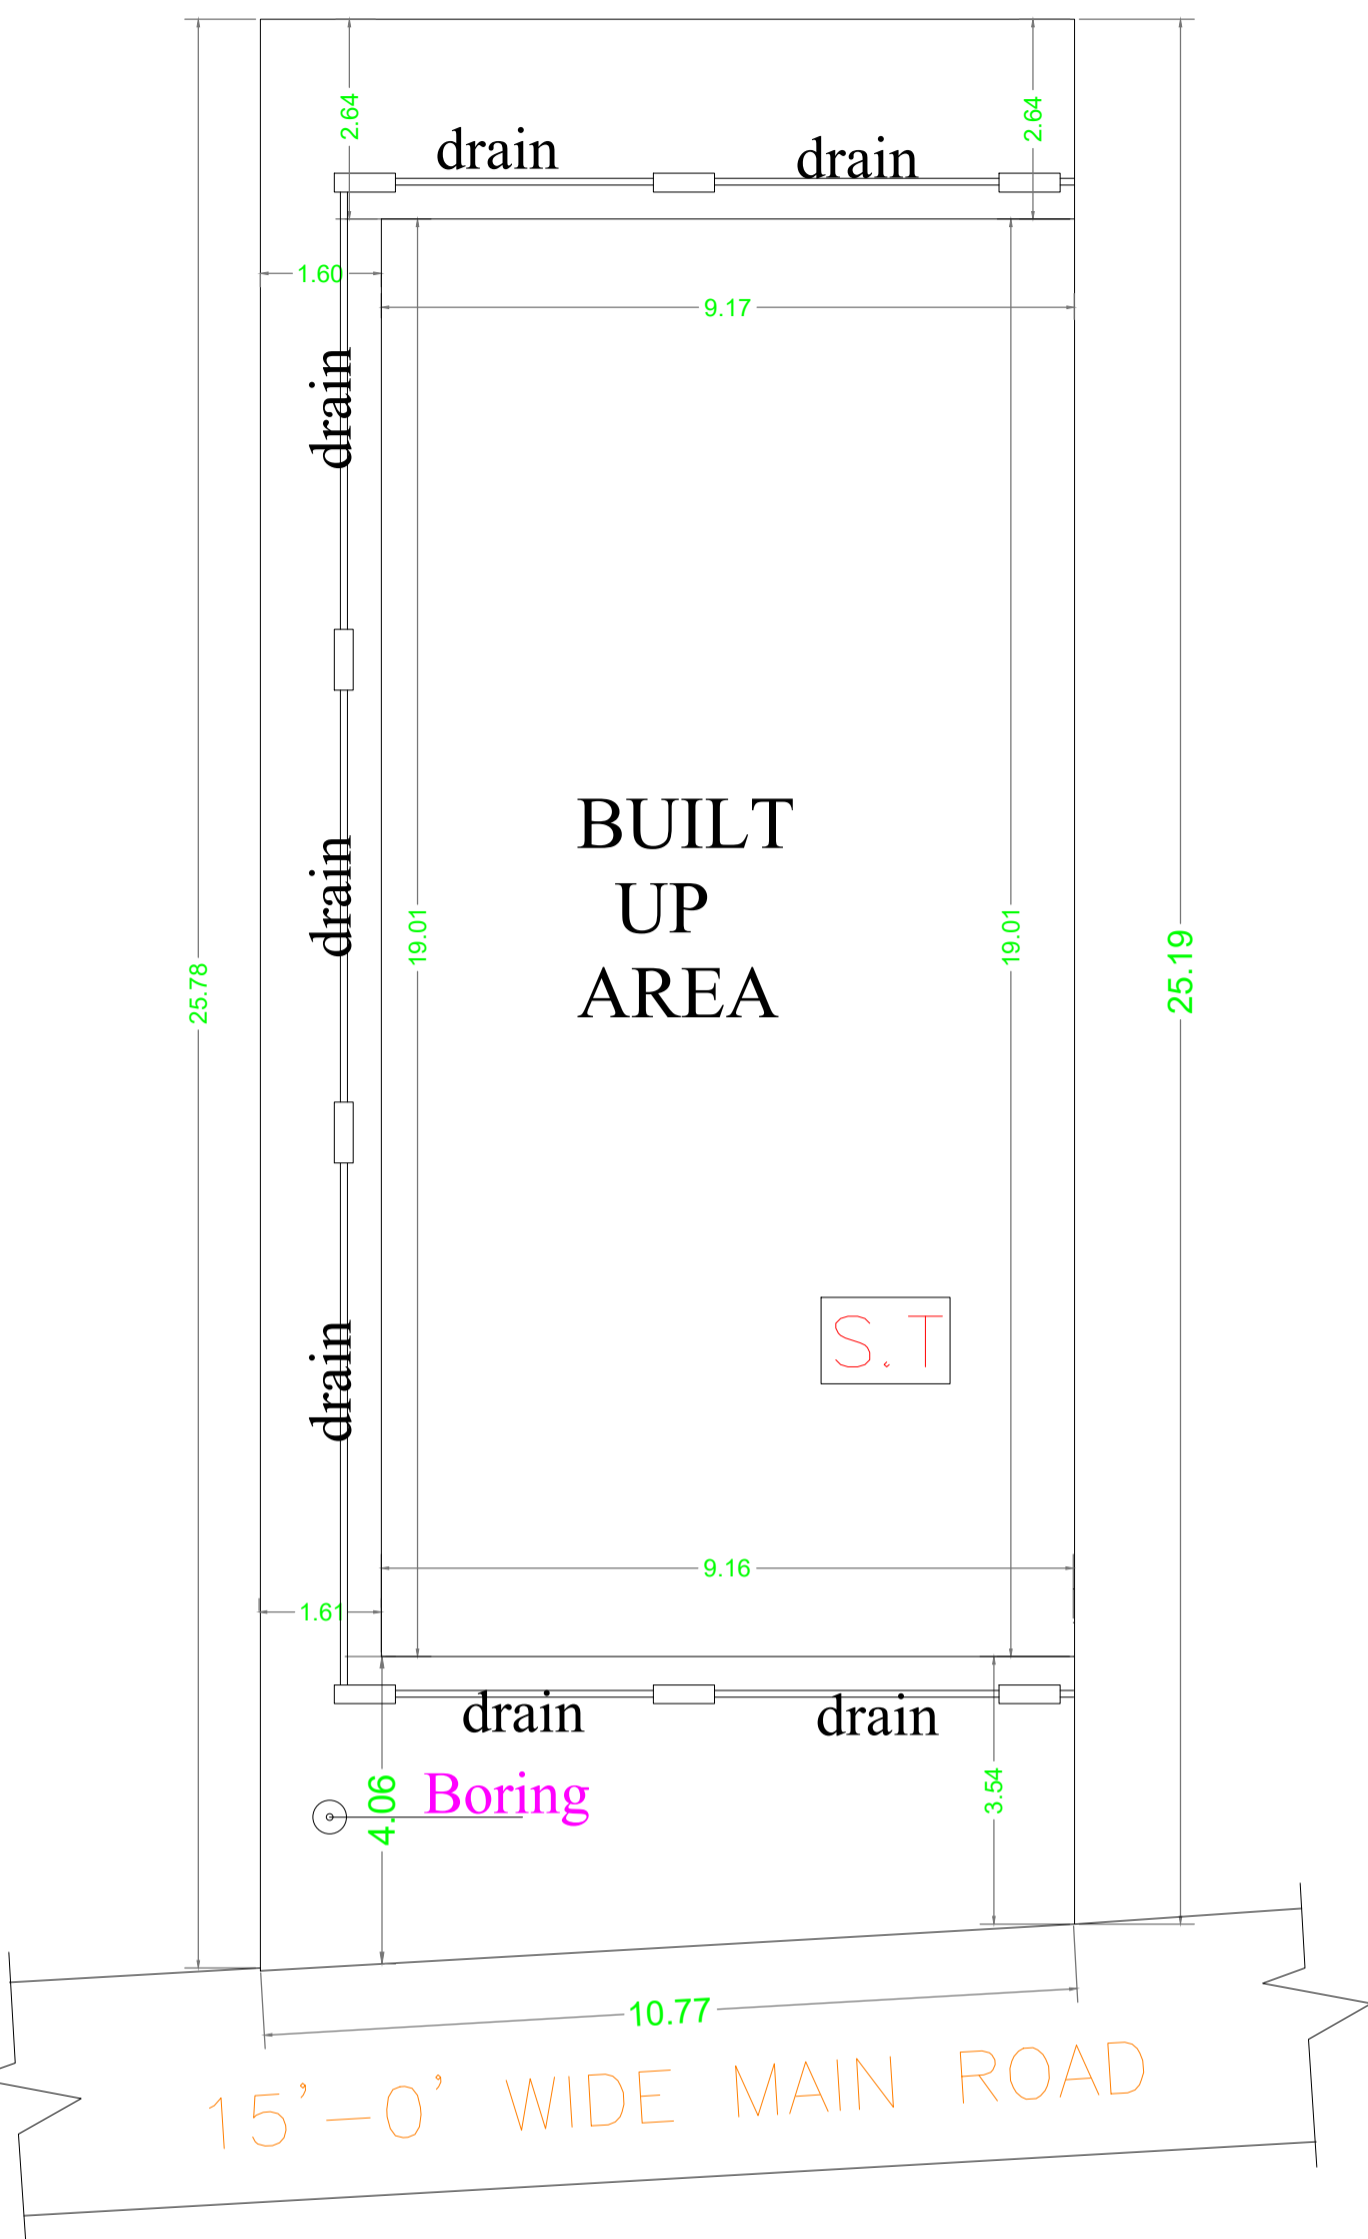 2.64
2.64
drain
drain
1.60
9.17
drain
BUILT
UP
AREA
drain
19.01
19.01
25.78
25.19
S.T
drain
9.16
1.61
drain
drain
Boring
4.06
3.54
10.77
15'-0' WIDE MAIN ROAD